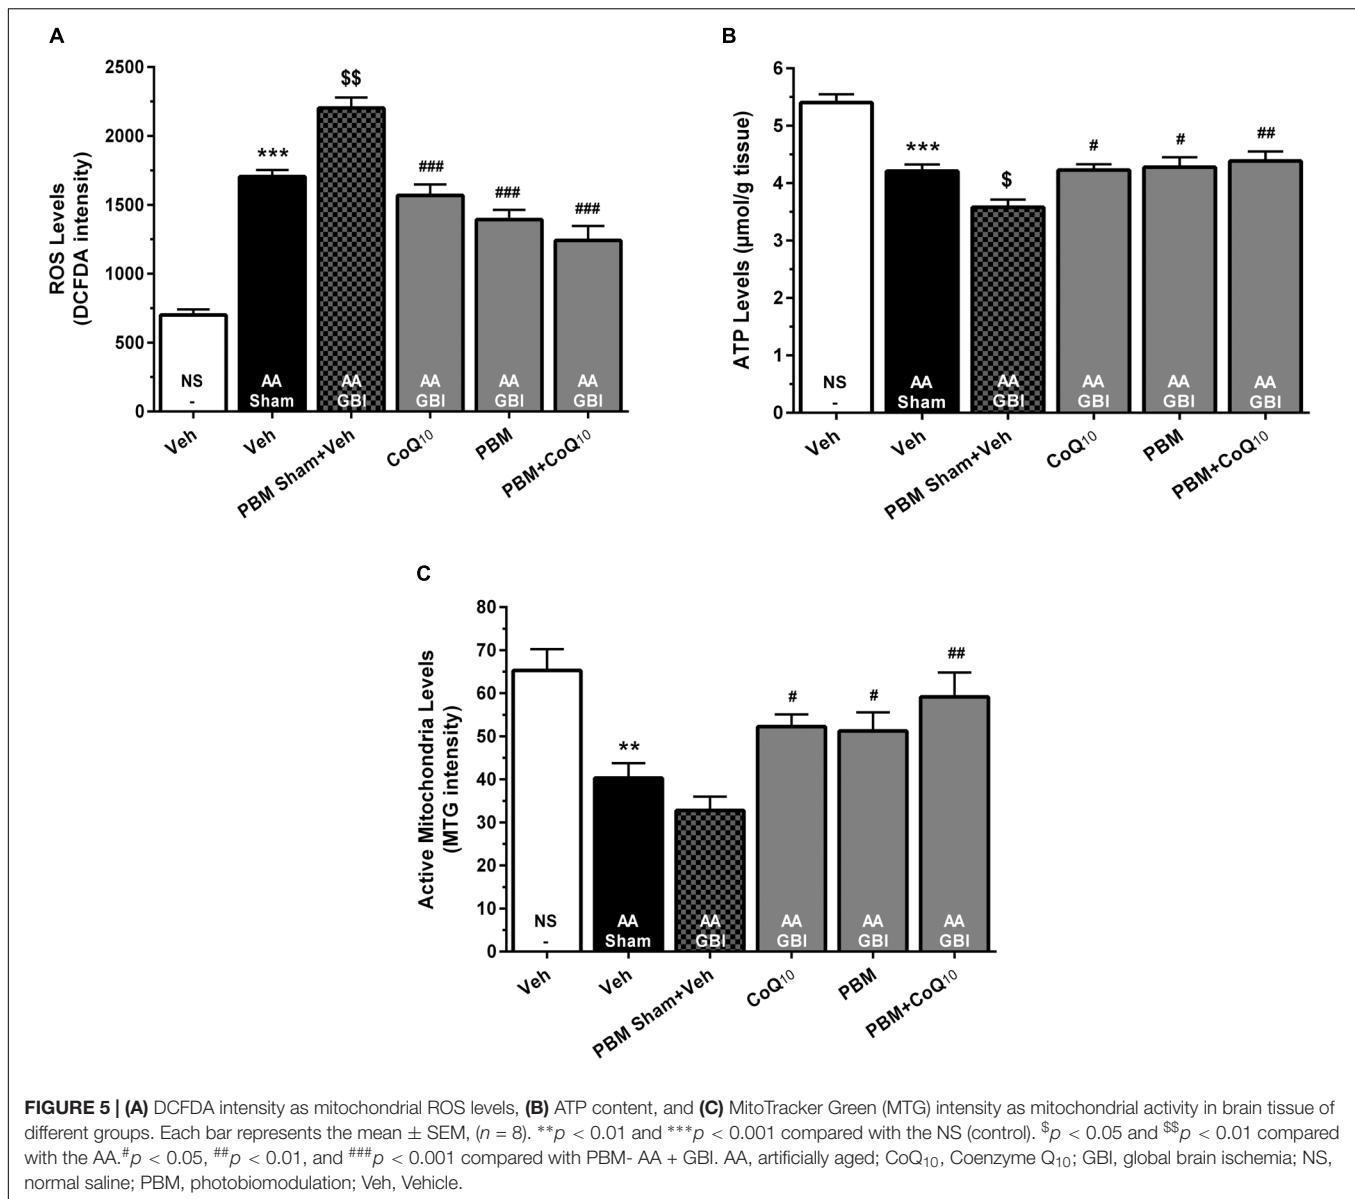 A
ROS Levels
(DCFDA intensity)
2500
2000
1500
1000
500
0
***
$$
###
###
###
NS
-
AA
Sham
AA
GBI
AA
GBI
AA
GBI
AA
GBI
Veh
Veh
PBM Sham+Veh
CoQ10
PBM
PBM+CoQ10
B
ATP Levels (µmol/g tissue)
6
5
4
3
2
1
0
***
$
#
#
##
NS
-
AA
Sham
AA
GBI
AA
GBI
AA
GBI
AA
GBI
Veh
Veh
PBM Sham+Veh
CoQ10
PBM
PBM+CoQ10
C
Active Mitochondria Levels
(MTG intensity)
80
70
60
50
40
30
20
10
0
**
#
#
##
NS
-
AA
Sham
AA
GBI
AA
GBI
AA
GBI
AA
GBI
Veh
Veh
PBM Sham+Veh
CoQ10
PBM
PBM+CoQ10
FIGURE 5 | (A) DCFDA intensity as mitochondrial ROS levels, (B) ATP content, and (C) MitoTracker Green (MTG) intensity as mitochondrial activity in brain tissue of
different groups. Each bar represents the mean ± SEM, (n = 8). **p < 0.01 and ***p < 0.001 compared with the NS (control). $p < 0.05 and $$p < 0.01 compared
with the AA.#p < 0.05, ##p < 0.01, and ###p < 0.001 compared with PBM- AA + GBI. AA, artificially aged; CoQ10, Coenzyme Q10; GBI, global brain ischemia; NS,
normal saline; PBM, photobiomodulation; Veh, Vehicle.